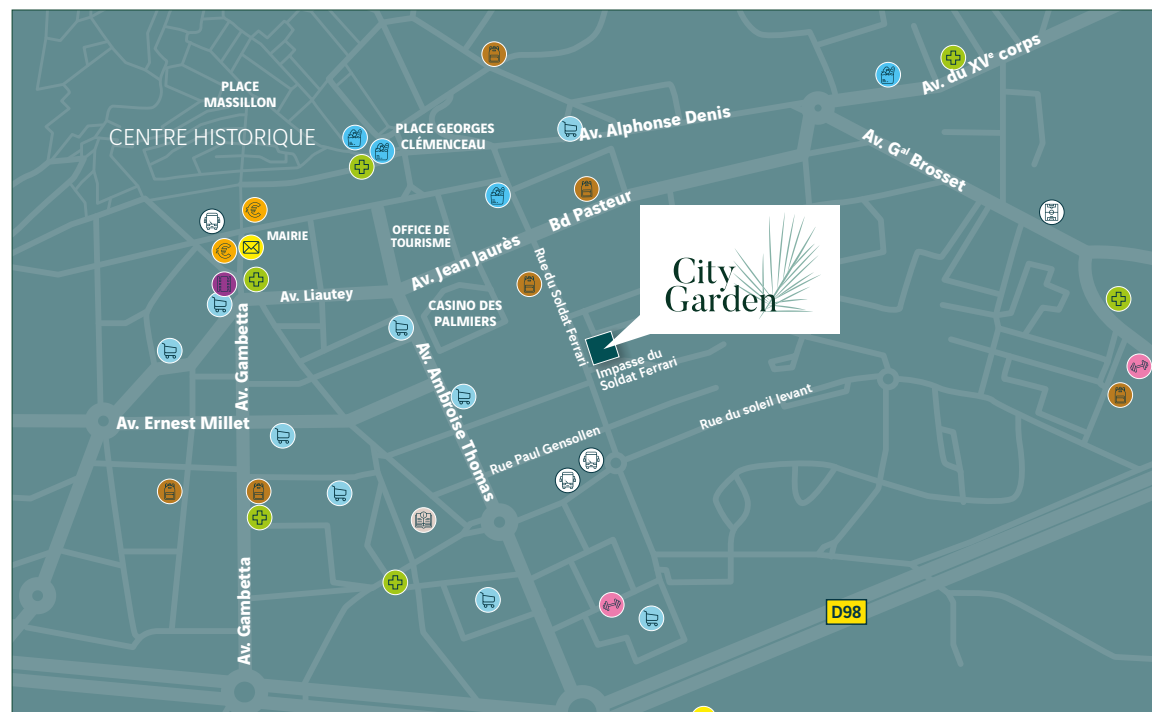 Av. du XVe corps
PLACE
MASSILLON
CENTRE HISTORIQUE
PLACE GEORGES
CLÉMENCEAU
Av. Alphonse Denis
Av. Gal Brosset
Bd Pasteur
MAIRIE
OFFICE DE
TOURISME
Av. Jean Jaurès
Rue du Soldat Ferrari
City
Garden
Av. Liautey
CASINO DES
PALMIERS
Av. Gambetta
Av. Ambroise Thomas
Impasse du
Soldat Ferrari
Rue du soleil levant
Av. Ernest Millet
Rue Paul Gensollen
Av. Gambetta
D98